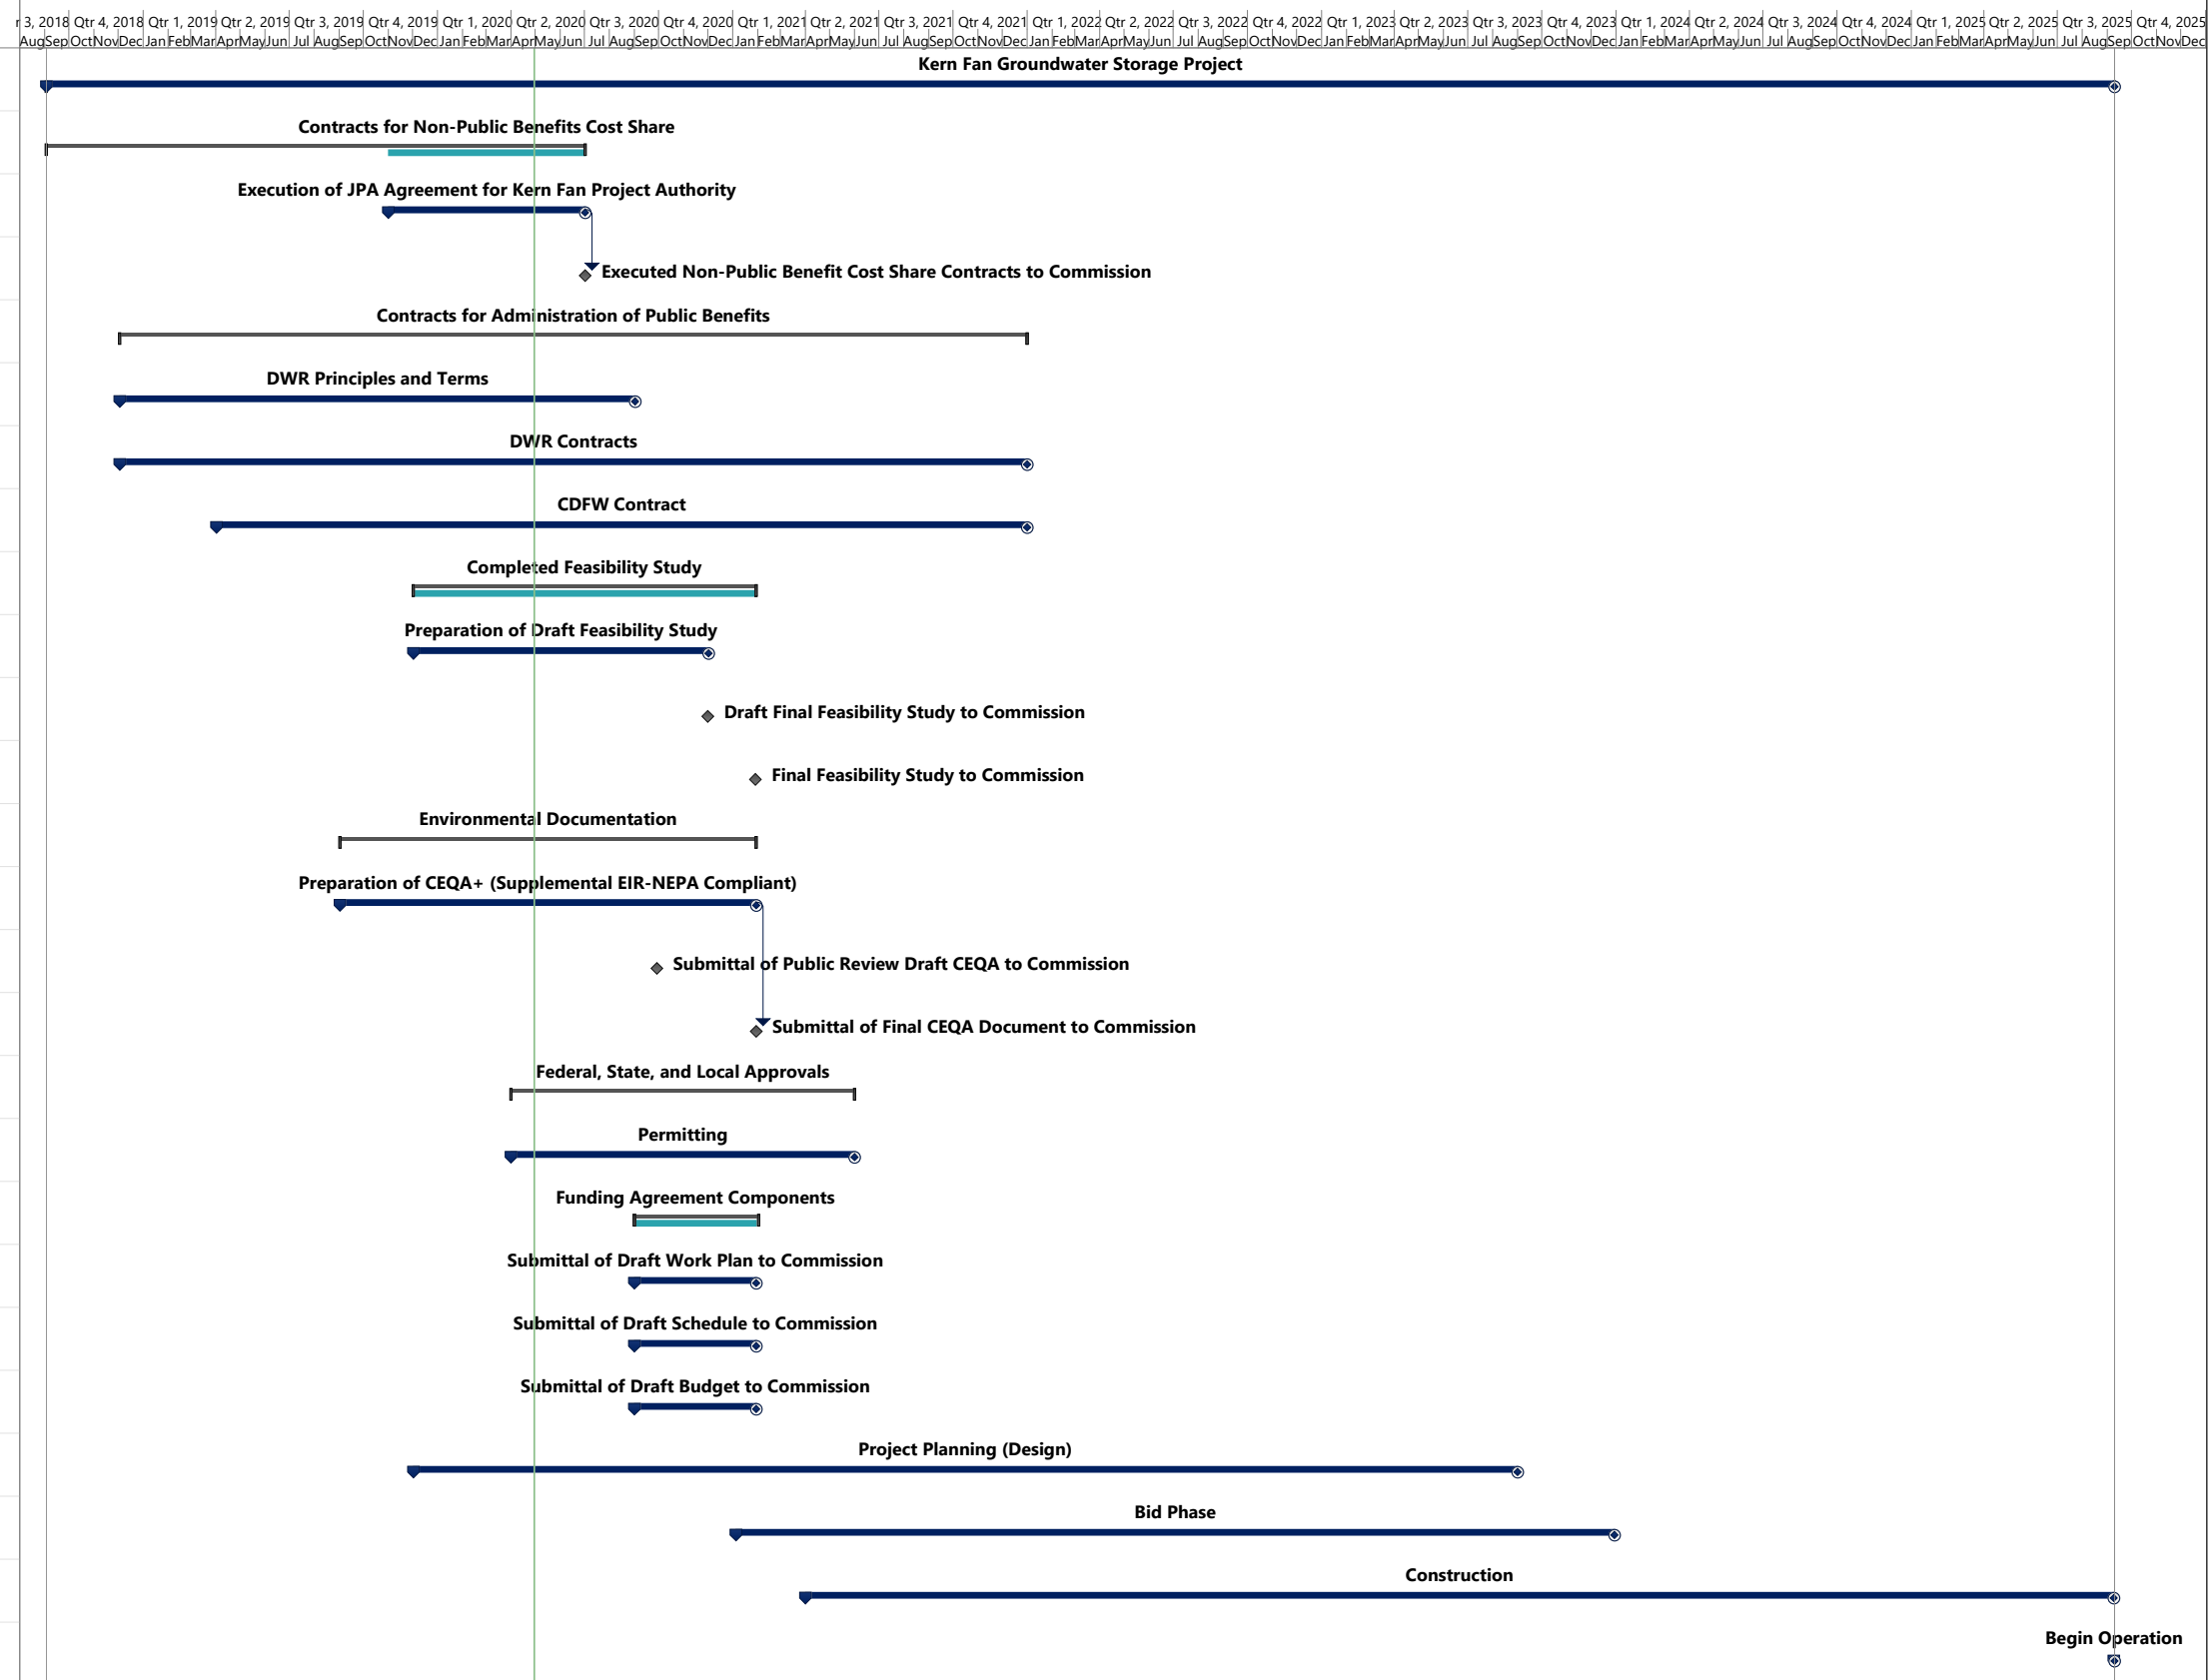 r 3, 2018 Qtr 4, 2018 Qtr 1, 2019 Qtr 2, 2019 Qtr 3, 2019 Qtr 4, 2019 Qtr 1, 2020 Qtr 2, 2020 Qtr 3, 2020 Qtr 4, 2020 Qtr 1, 2021 Qtr 2, 2021 Qtr 3, 2021 Qtr 4, 2021 Qtr 1, 2022 Qtr 2, 2022 Qtr 3, 2022 Qtr 4, 2022 Qtr 1, 2023 Qtr 2, 2023 Qtr 3, 2023 Qtr 4, 2023 Qtr 1, 2024 Qtr 2, 2024 Qtr 3, 2024 Qtr 4, 2024 Qtr 1, 2025 Qtr 2, 2025 Qtr 3, 2025 Qtr 4, 2025
Aug Sep Oct Nov Dec Jan Feb Mar Apr May Jun Jul Aug Sep Oct Nov Dec Jan Feb Mar Apr May Jun Jul Aug Sep Oct Nov Dec Jan Feb Mar Apr May Jun Jul Aug Sep Oct Nov Dec Jan Feb Mar Apr May Jun Jul Aug Sep Oct Nov Dec Jan Feb Mar Apr May Jun Jul Aug Sep Oct Nov Dec Jan Feb Mar Apr May Jun Jul Aug Sep Oct Nov Dec Jan Feb Mar Apr May Jun Jul Aug Sep Oct Nov Dec
Kern Fan Groundwater Storage Project
Contracts for Non-Public Benefits Cost Share
Execution of JPA Agreement for Kern Fan Project Authority
Executed Non-Public Benefit Cost Share Contracts to Commission
Contracts for Administration of Public Benefits
DWR Principles and Terms
DWR Contracts
CDFW Contract
Completed Feasibility Study
Preparation of Draft Feasibility Study
Draft Final Feasibility Study to Commission
Final Feasibility Study to Commission
Environmental Documentation
Preparation of CEQA+ (Supplemental EIR-NEPA Compliant)
Submittal of Public Review Draft CEQA to Commission
Submittal of Final CEQA Document to Commission
Federal, State, and Local Approvals
Permitting
Funding Agreement Components
Submittal of Draft Work Plan to Commission
Submittal of Draft Schedule to Commission
Submittal of Draft Budget to Commission
Project Planning (Design)
Bid Phase
Construction
Begin Operation